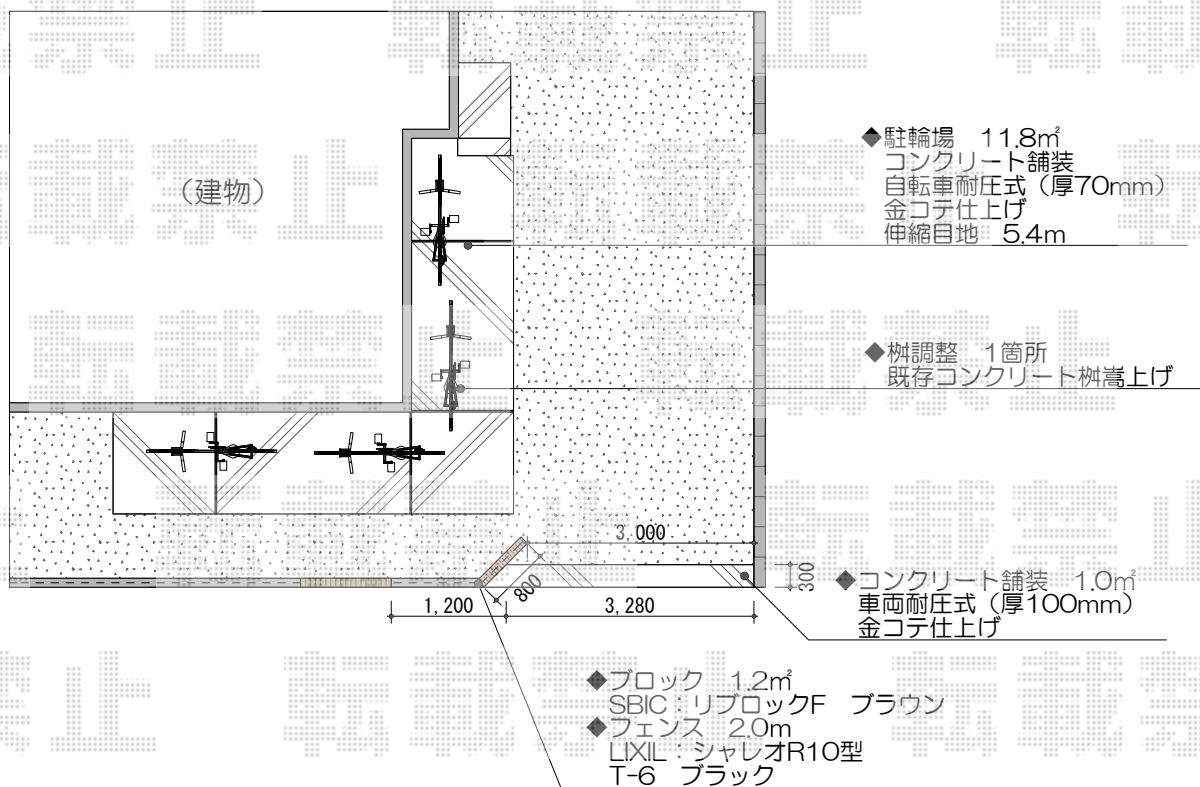 (建物)
◆駐輪場 11.8㎡
コンクリート舗装
自転車耐圧式(厚70mm)
金コテ仕上げ
伸縮目地 5.4m
◆桝調整 1箇所
既存コンクリート桝嵩上げ
3,000
800
300
1,200
3,280
◆コンクリート舗装 1.0㎡
車両耐圧式(厚100mm)
金コテ仕上げ
◆ブロック 1.2㎡
SBIC:リブロックF ブラウン
◆フェンス 2.0m
LIXIL:シャレオR10型
T-6 ブラック
転載禁止